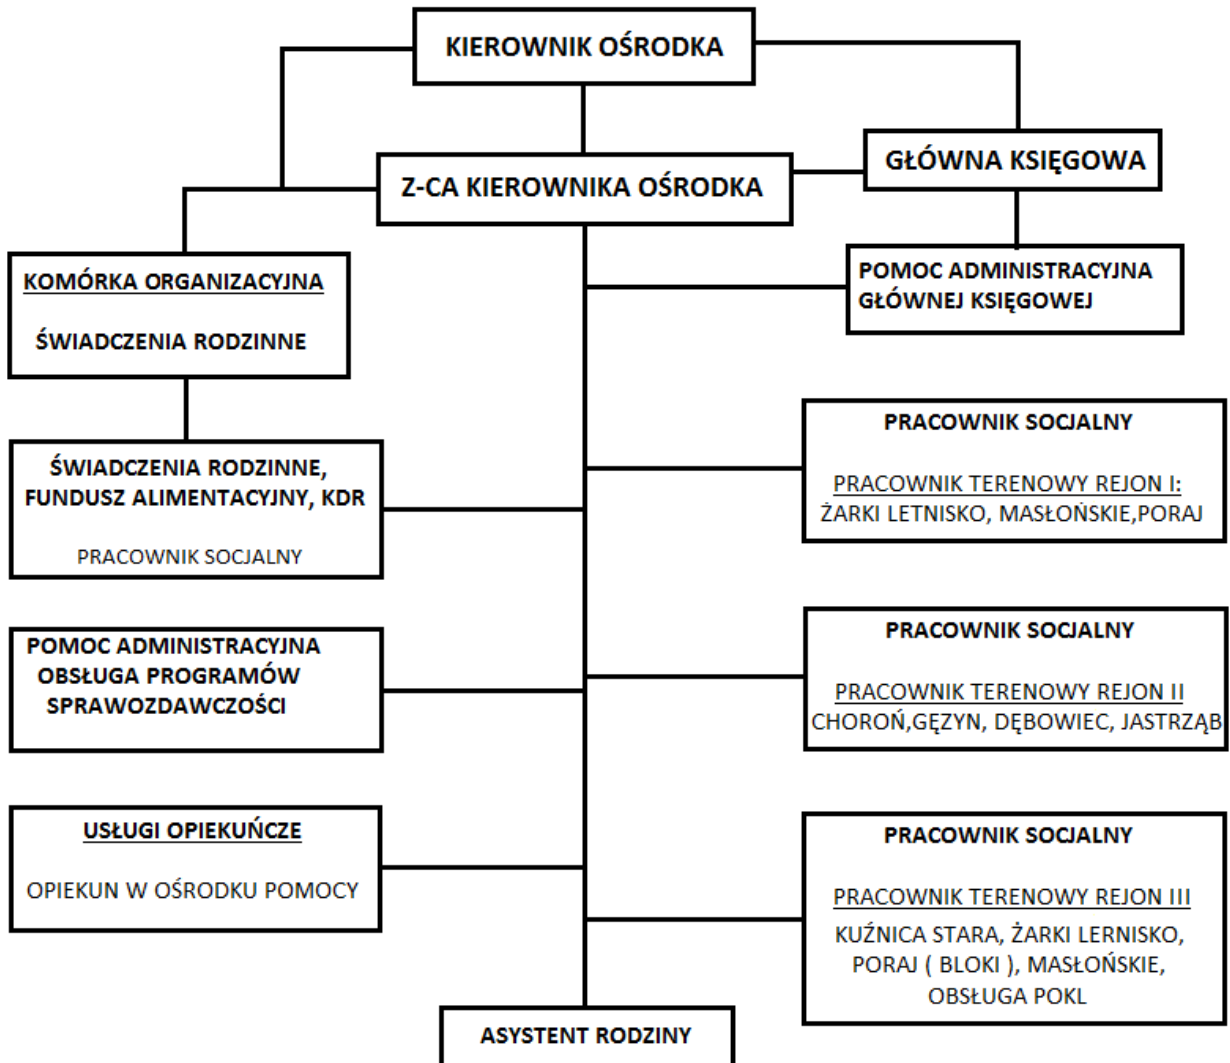 KIEROWNIK OŚRODKA
Z-CA KIEROWNIKA OŚRODKA
GŁÓWNA KSIĘGOWA
KOMÓRKA ORGANIZACYJNA
ŚWIADCZENIA RODZINNE
POMOC ADMINISTRACYJNA
GŁÓWNEJ KSIĘGOWEJ
ŚWIADCZENIA RODZINNE,
FUNDUSZ ALIMENTACYJNY, KDR
PRACOWNIK SOCJALNY
PRACOWNIK SOCJALNY
PRACOWNIK TERENOWY REJON I:
ŻARKI LETNISKO, MASŁOŃSKIE,PORAJ
POMOC ADMINISTRACYJNA
OBSŁUGA PROGRAMÓW
SPRAWOZDAWCZOŚCI
PRACOWNIK SOCJALNY
PRACOWNIK TERENOWY REJON II
CHOROŃ,GĘZYN, DĘBOWIEC, JASTRZĄB
USŁUGI OPIEKUŃCZE
OPIEKUN W OŚRODKU POMOCY
PRACOWNIK SOCJALNY
PRACOWNIK TERENOWY REJON III
KUŹNICA STARA, ŻARKI LERNISKO,
PORAJ ( BLOKI ), MASŁOŃSKIE,
OBSŁUGA POKL
ASYSTENT RODZINY